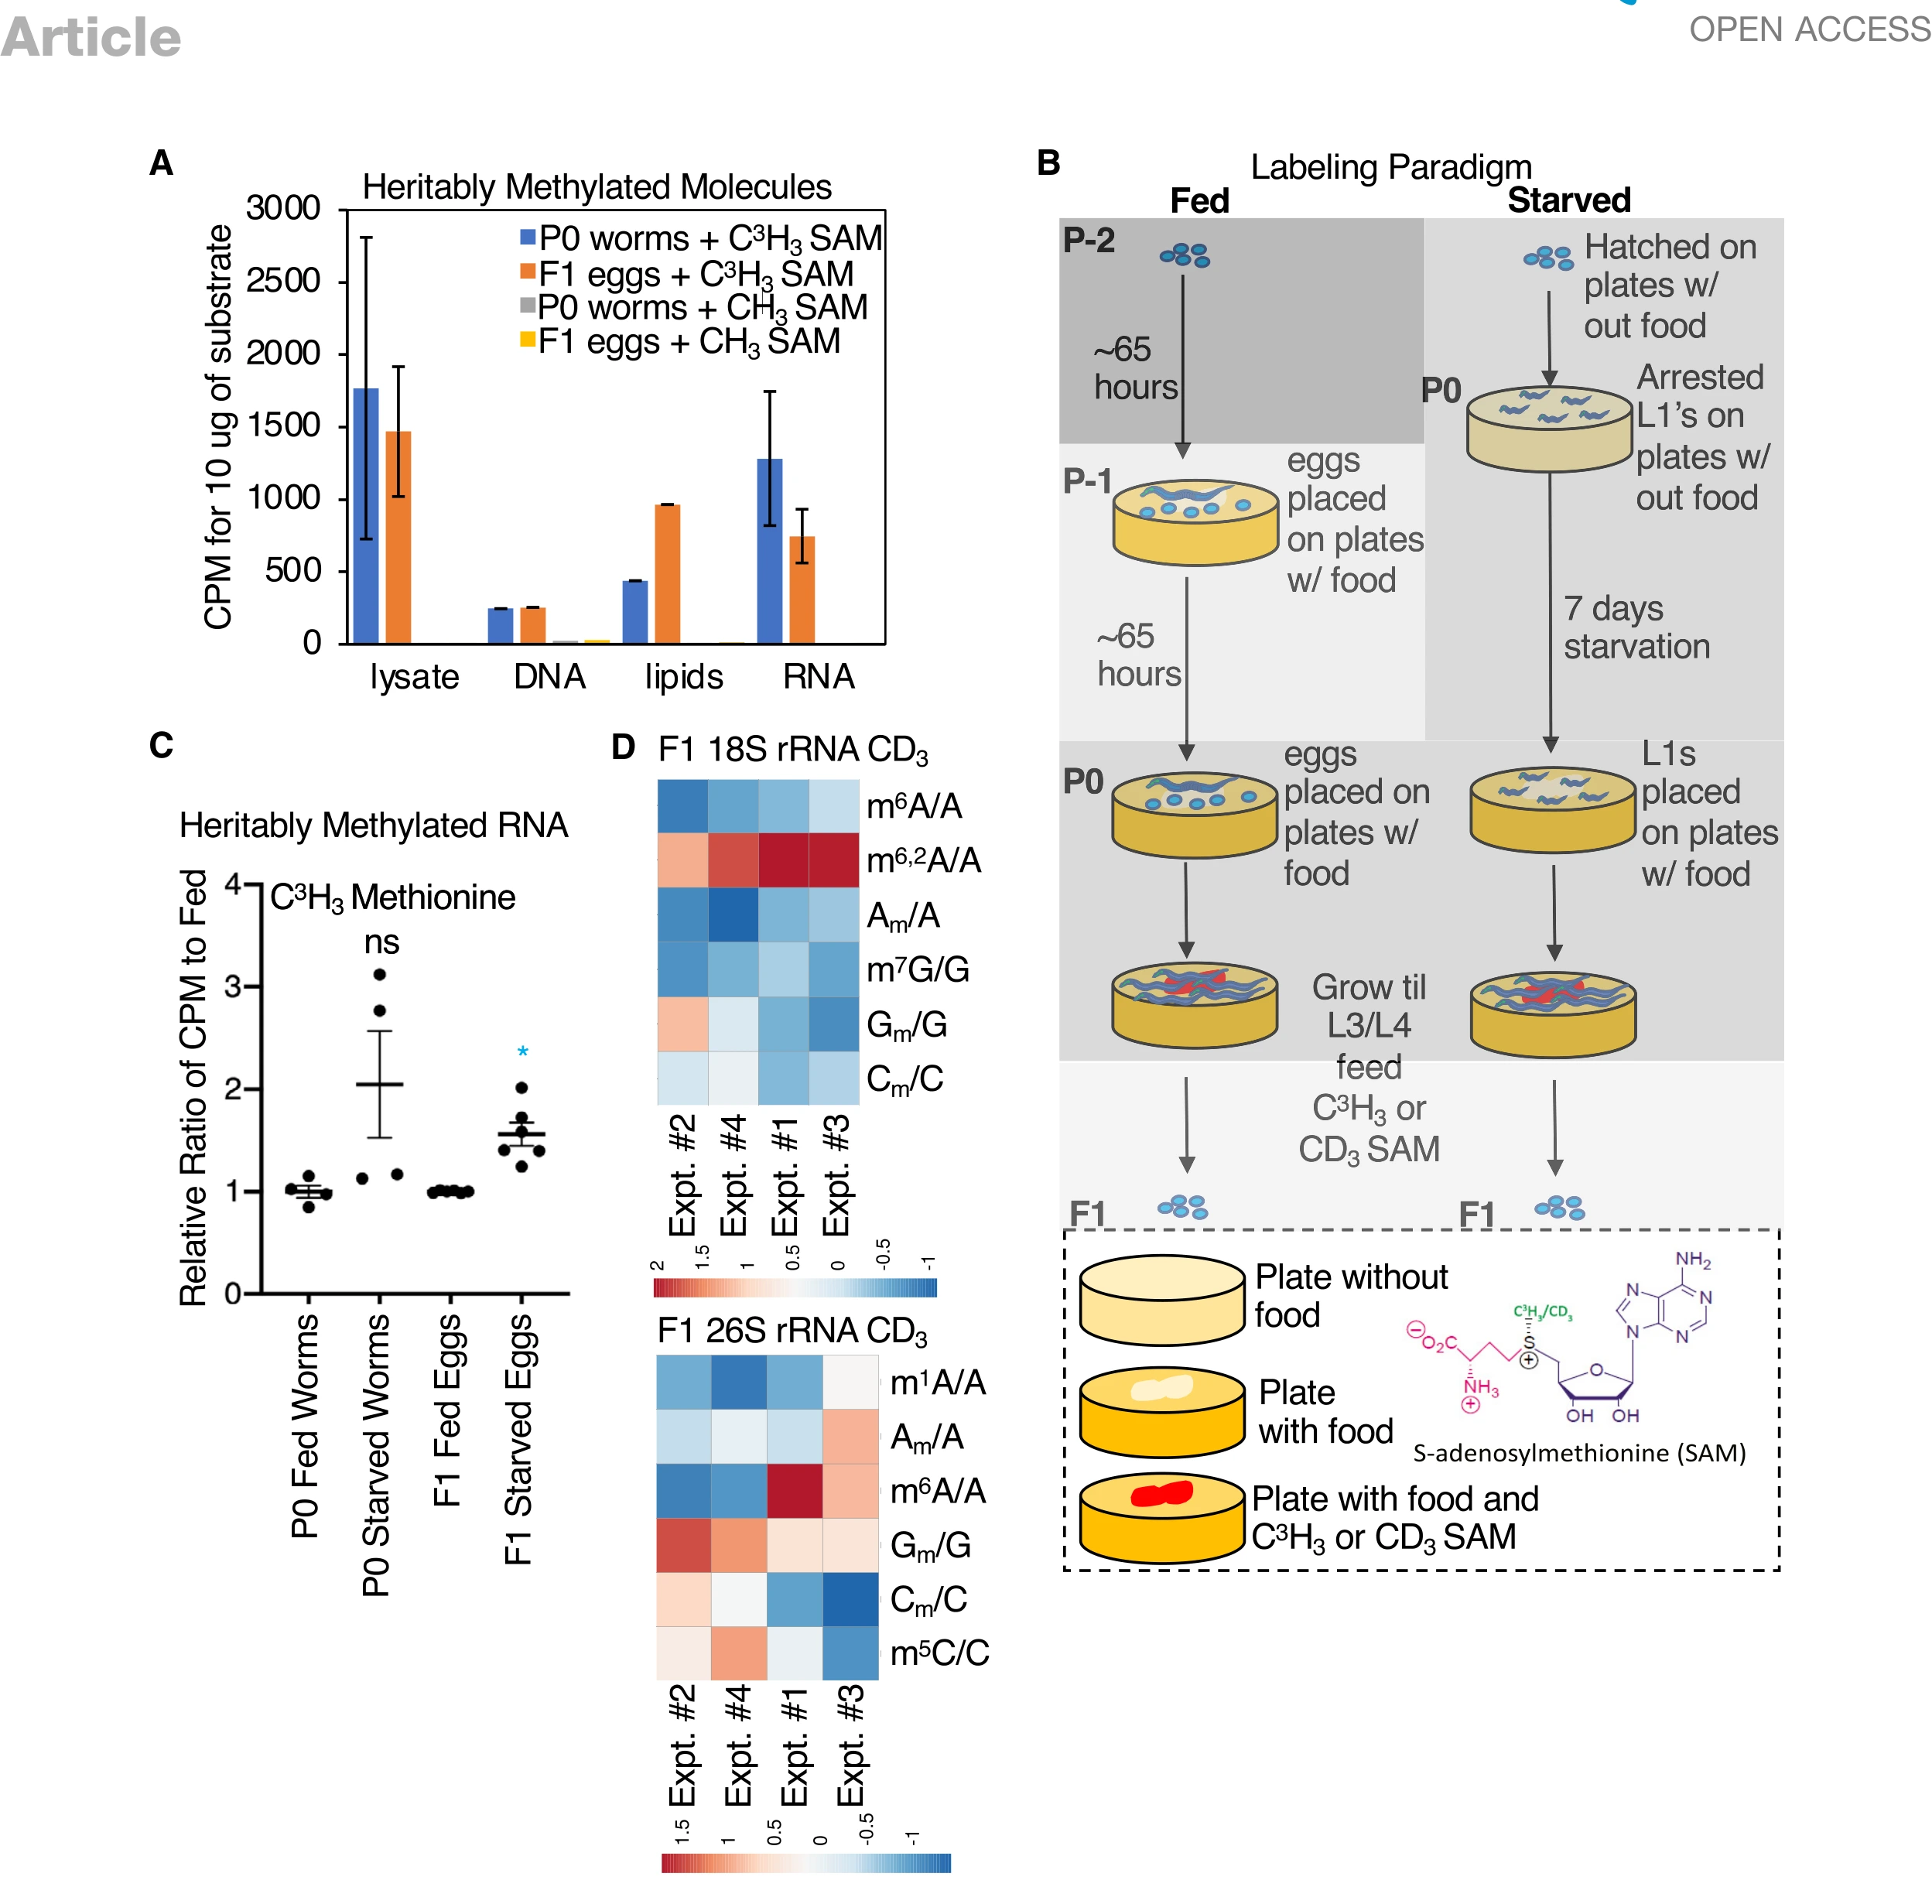 Article
OPEN ACCESS
A
Heritably Methylated Molecules
CPM for 10 ug of substrate
3000
2500
2000
1500
1000
500
0
P0 worms + C³H₃ SAM
F1 eggs + C³H₃ SAM
P0 worms + CH₃ SAM
F1 eggs + CH₃ SAM
lysate DNA lipids RNA
B
Labeling Paradigm
Fed Starved
P-2
~65
hours
Hatched on
plates w/
out food
P0
Arrested
L1's on
plates w/
out food
P-1
eggs
placed
on plates
w/ food
~65
hours
7 days
starvation
P0
eggs
placed on
plates w/
food
L1s
placed
on plates
w/ food
Grow til
L3/L4
feed
C³H₃ or
CD₃ SAM
F1
F1
Plate without
food
Plate
with food
Plate with food and
C³H₃ or CD₃ SAM
C³H₃/CD₃
⊖O₂C
S
⊕
NH₃
⊕
NH₂
N
N
N
N
O
OH OH
S-adenosylmethionine (SAM)
C
Heritably Methylated RNA
C³H₃ Methionine
Relative Ratio of CPM to Fed
4
3
2
1
0
ns
*
P0 Fed Worms
P0 Starved Worms
F1 Fed Eggs
F1 Starved Eggs
D
F1 18S rRNA CD₃
m⁶A/A
m⁶,²A/A
Aₘ/A
m⁷G/G
Gₘ/G
Cₘ/C
Expt. #2
Expt. #4
Expt. #1
Expt. #3
2 1.5 1 0.5 0 -0.5 -1
F1 26S rRNA CD₃
m¹A/A
Aₘ/A
m⁶A/A
Gₘ/G
Cₘ/C
m⁵C/C
Expt. #2
Expt. #4
Expt. #1
Expt. #3
1.5 1 0.5 0 -0.5 -1